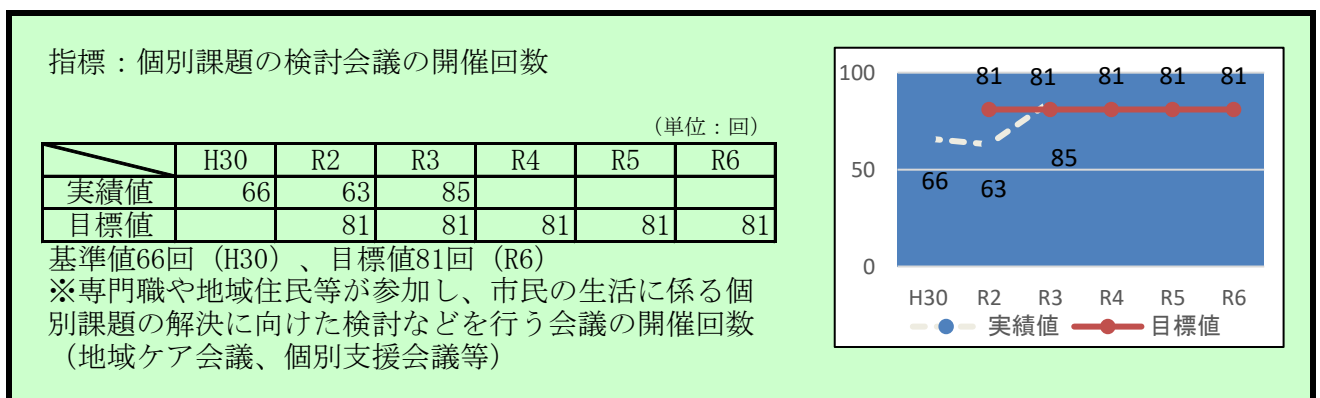 指標：個別課題の検討会議の開催回数
（単位：回）
H30 R2 R3 R4 R5 R6
実績値 66 63 85
目標値 81 81 81 81 81
基準値66回（H30）、目標値81回（R6）
※専門職や地域住民等が参加し、市民の生活に係る個
別課題の解決に向けた検討などを行う会議の開催回数
（地域ケア会議、個別支援会議等）
100
81 81 81 81 81
50
85
66 63
0
H30 R2 R3 R4 R5 R6
実績値 目標値